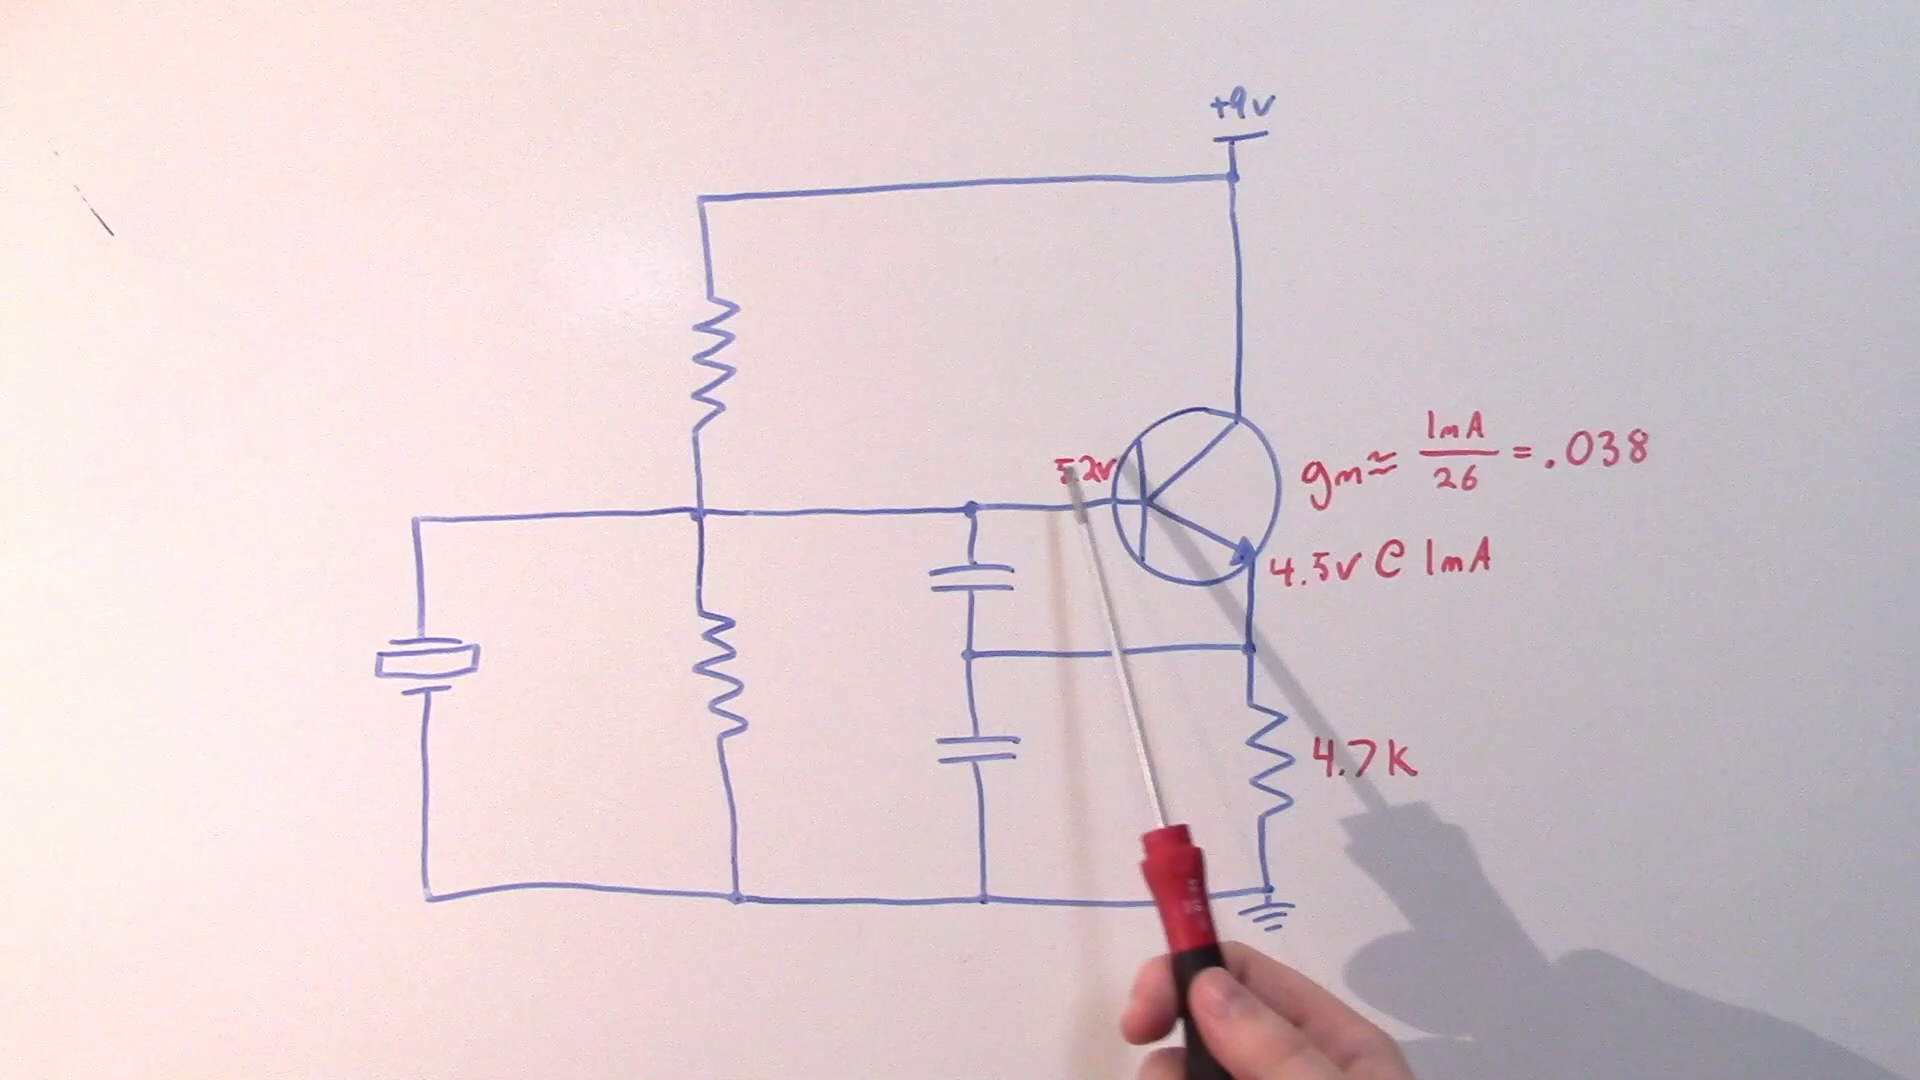 +9v
5.2v
gm≈ 1mA
26 = .038
4.5v @ 1mA
4.7K